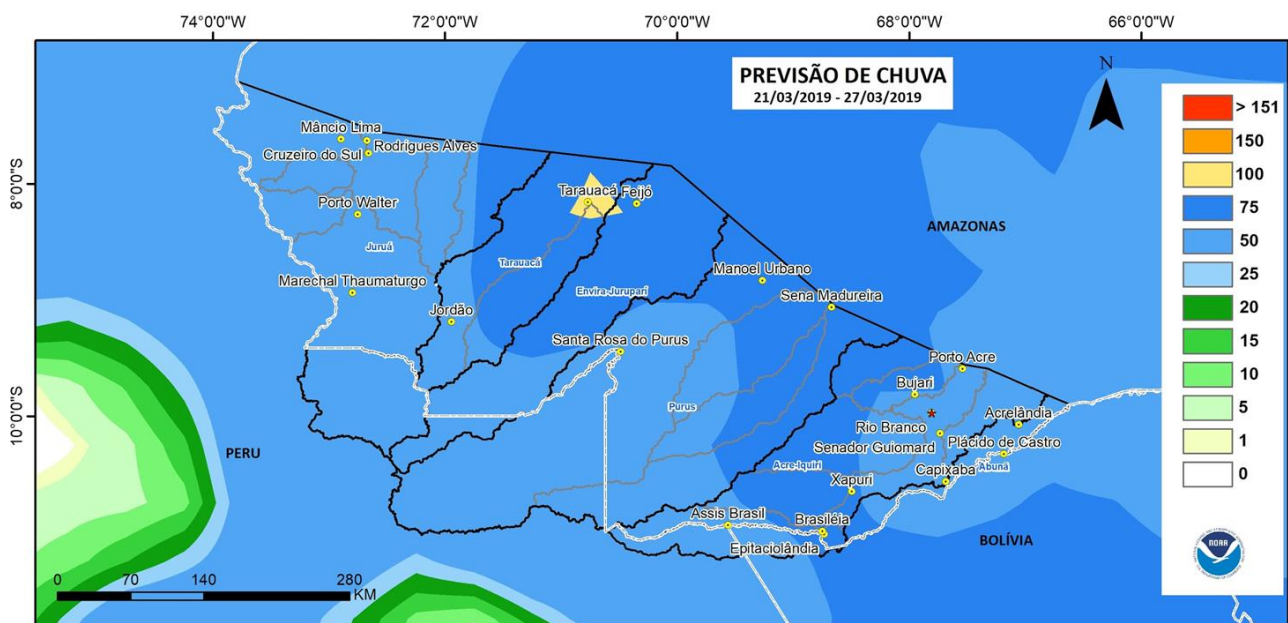 74°0'0"W
72°0'0"W
70°0'0"W
68°0'0"W
66°0'0"W
8°0'0"S
10°0'0"S
N
PREVISÃO DE CHUVA
21/03/2019 - 27/03/2019
> 151
150
100
75
50
25
20
15
10
5
1
0
NOAA
AMAZONAS
PERU
BOLÍVIA
Mâncio Lima
Rodrigues Alves
Cruzeiro do Sul
Porto Walter
Juruá
Marechal Thaumaturgo
Jordão
Tarauacá
Feijó
Tarauacá
Envira-Jurupari
Santa Rosa do Purus
Manoel Urbano
Sena Madureira
Purus
Porto Acre
Bujari
Rio Branco
Acrelândia
Senador Guiomard
Plácido de Castro
Acre-Iquiri
Abunã
Xapuri
Capixaba
Assis Brasil
Brasiléia
Epitaciolândia
0
70
140
280
KM